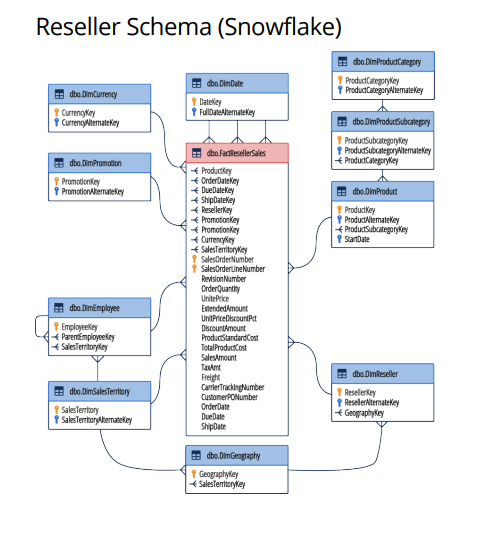 Reseller Schema (Snowflake)
dbo.DimProductCategory
ProductCategoryKey
ProductCategoryAlternateKey
dbo.DimCurrency
CurrencyKey
CurrencyAlternateKey
dbo.DimDate
DateKey
FullDateAlternateKey
dbo.DimProductSubcategory
ProductSubcategoryKey
ProductSubcategoryAlternateKey
ProductCategoryKey
dbo.DimPromotion
PromotionKey
PromotionAlternateKey
dbo.FactResellerSales
ProductKey
OrderDateKey
DueDateKey
ShipDateKey
ResellerKey
PromotionKey
PromotionKey
CurrencyKey
SalesTerritoryKey
SalesOrderNumber
SalesOrderLineNumber
RevisionNumber
OrderQuantity
UnitePrice
ExtendedAmount
UnitPriceDiscountPct
DiscountAmount
ProductStandardCost
TotalProductCost
SalesAmount
TaxAmt
Freight
CarrierTrackingNumber
CustomerPONumber
OrderDate
DueDate
ShipDate
dbo.DimProduct
ProductKey
ProductAlternateKey
ProductSubcategoryKey
StartDate
dbo.DimEmployee
EmployeeKey
ParentEmployeeKey
SalesTerritoryKey
dbo.DimSalesTerritory
SalesTerritory
SalesTerritoryAlternateKey
dbo.DimReseller
ResellerKey
ResellerAlternateKey
GeographyKey
dbo.DimGeography
GeographyKey
SalesTerritoryKey